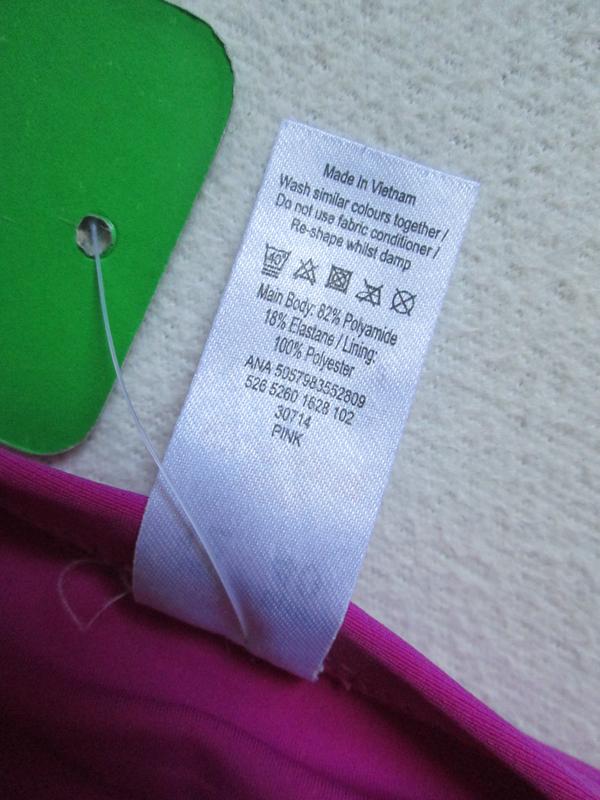 Made in Vietnam
Wash similar colours together /
Do not use fabric conditioner /
Re-shape whilst damp
40
Main Body: 82% Polyamide
18% Elastane / Lining:
100% Polyester
ANA 5057983552809
526 5260 1628 102
30714
PINK